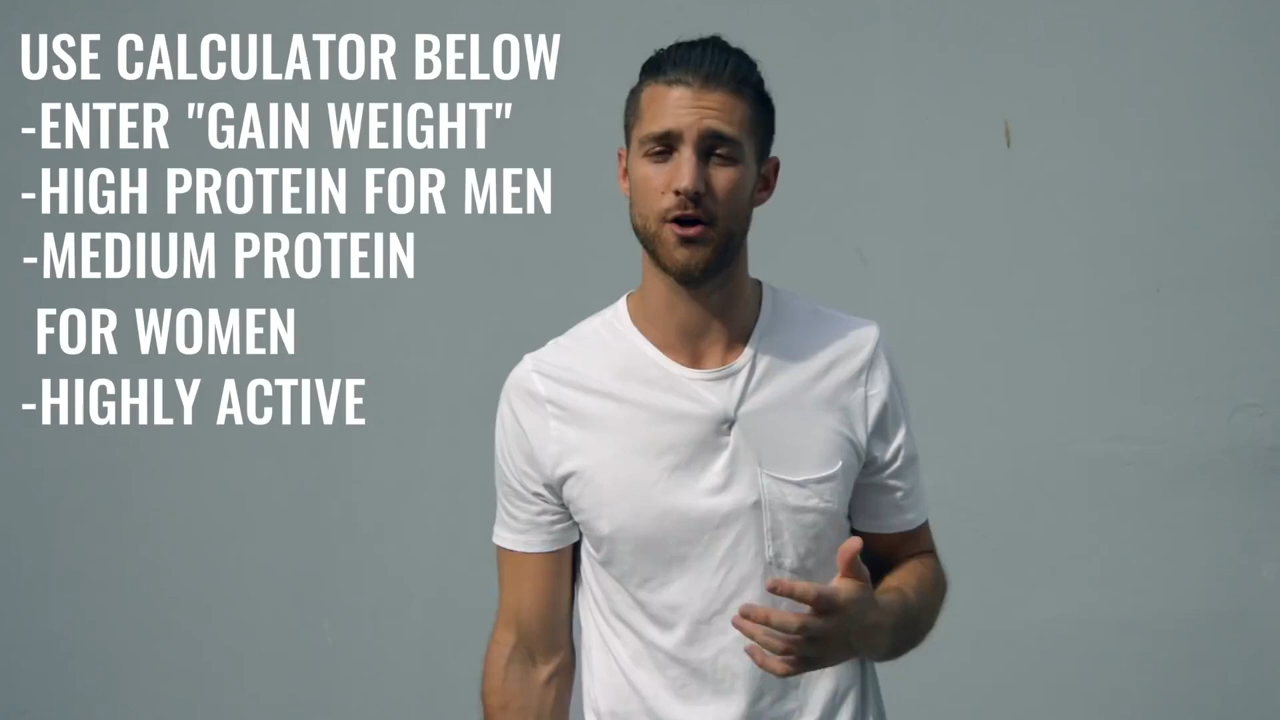 USE CALCULATOR BELOW
-ENTER "GAIN WEIGHT"
-HIGH PROTEIN FOR MEN
-MEDIUM PROTEIN
FOR WOMEN
-HIGHLY ACTIVE